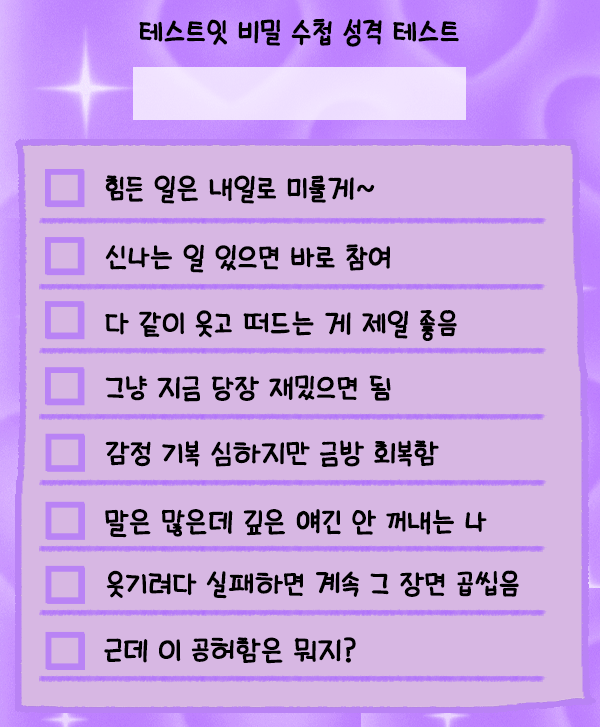 테스트잇 비밀 수첩 성격 테스트
힘든 일은 내일로 미룰게~
신나는 일 있으면 바로 참여
다 같이 웃고 떠드는 게 제일 좋음
그냥 지금 당장 재밌으면 됨
감정 기복 심하지만 금방 회복함
말은 많은데 깊은 얘긴 안 꺼내는 나
웃기려다 실패하면 계속 그 장면 곱씹음
근데 이 공허함은 뭐지?